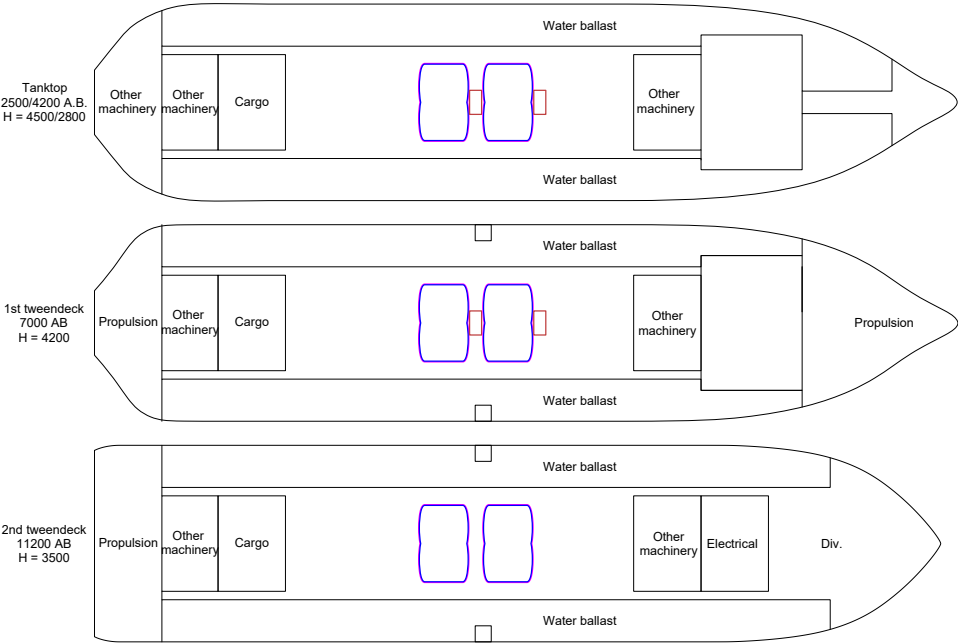 Water ballast
Tanktop
2500/4200 A.B.
H = 4500/2800
Other
machinery
Other
machinery
Cargo
Other
machinery
Water ballast
Water ballast
1st tweendeck
7000 AB
H = 4200
Propulsion
Other
machinery
Cargo
Other
machinery
Propulsion
Water ballast
Water ballast
2nd tweendeck
11200 AB
H = 3500
Propulsion
Other
machinery
Cargo
Other
machinery
Electrical
Div.
Water ballast